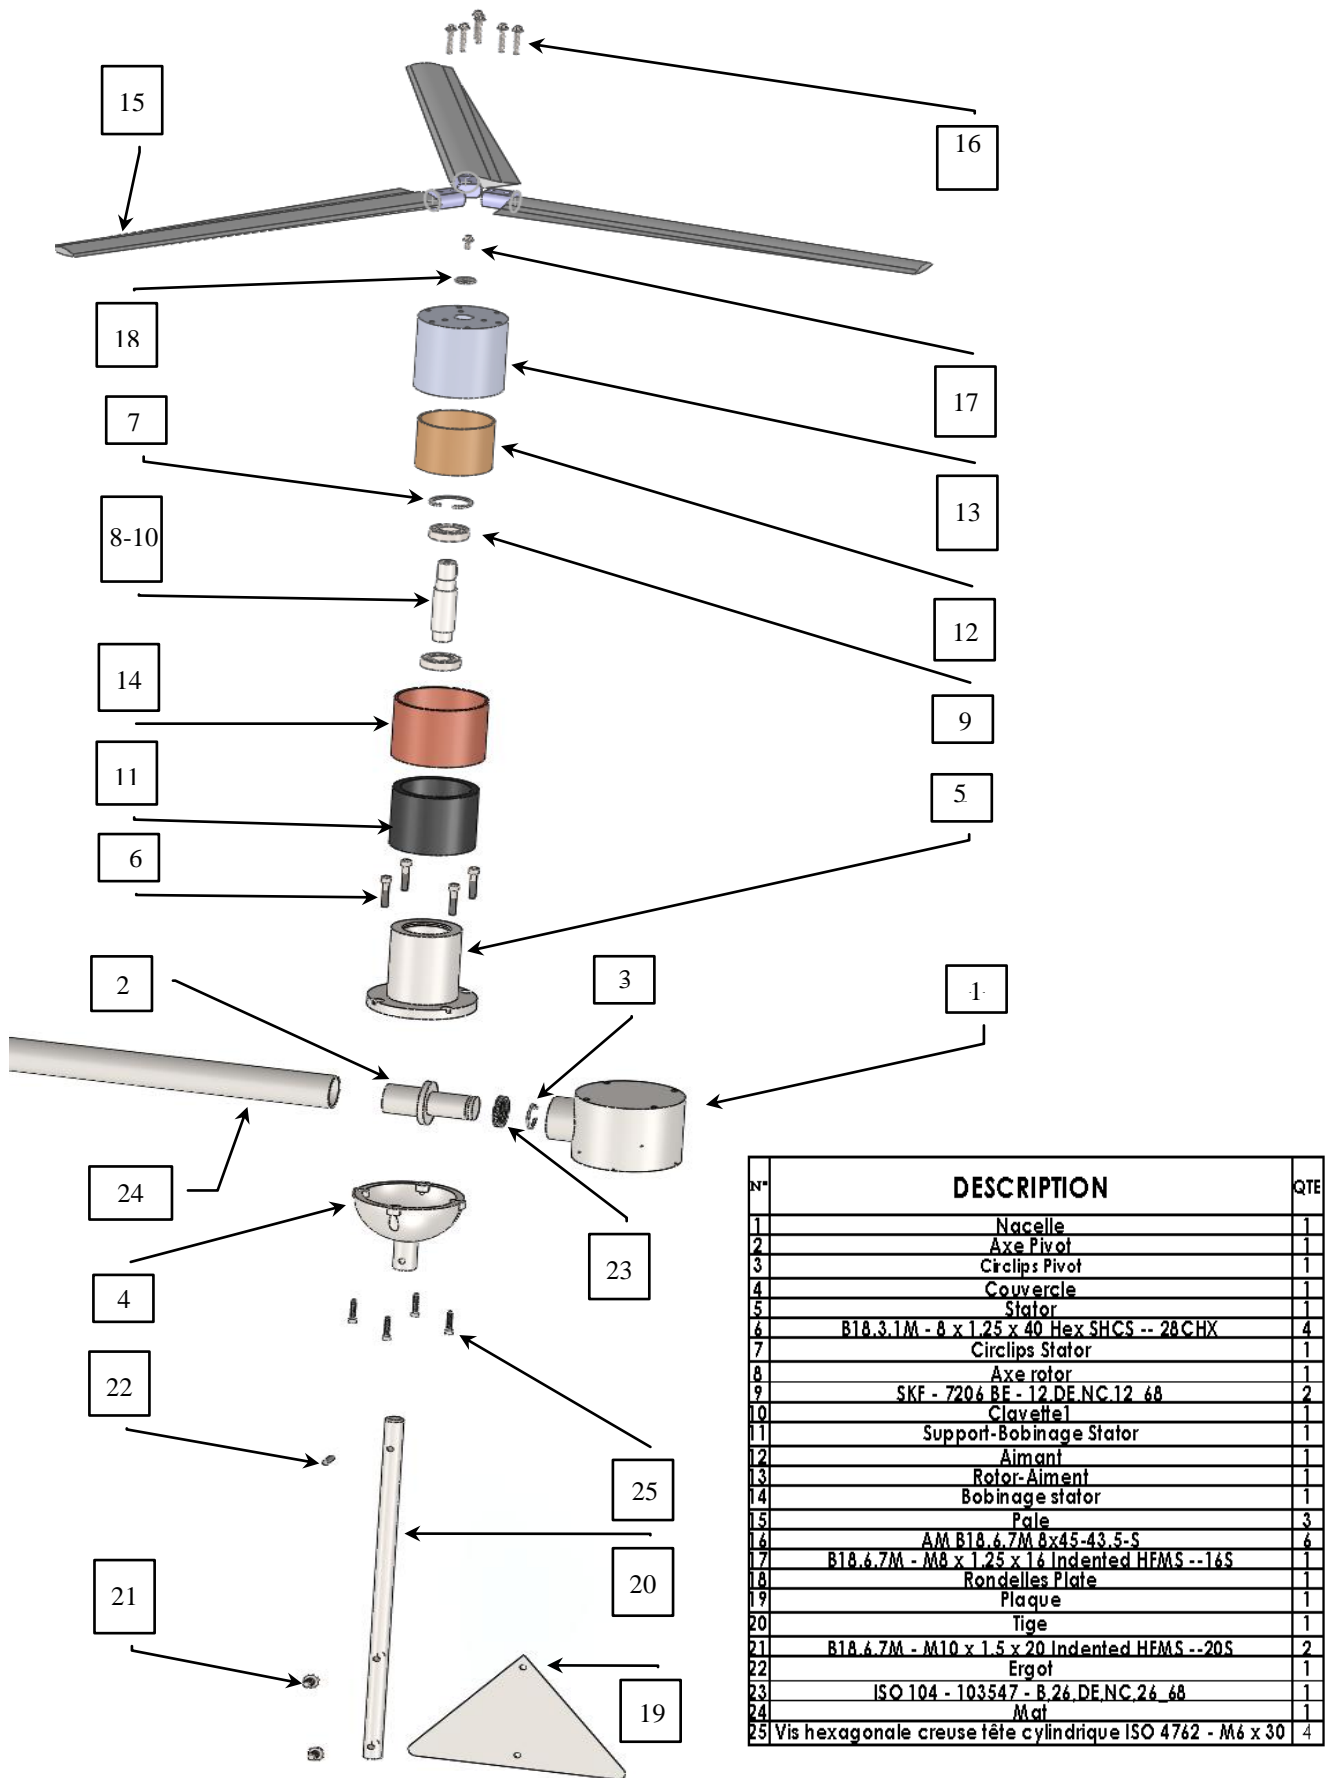 15
16
18
17
7
13
8-10
12
14
9
11
5
6
2
3
1
24
23
4
22
25
20
21
19
N° DESCRIPTION QTE
1 Nacelle 1
2 Axe Pivot 1
3 Circlips Pivot 1
4 Couvercle 1
5 Stator 1
6 B18.3.1M - 8 x 1.25 x 40 Hex SHCS -- 28CHX 4
7 Circlips Stator 1
8 Axe rotor 1
9 SKF - 7206 BE - 12,DE,NC,12_68 2
10 Clavette1 1
11 Support-Bobinage Stator 1
12 Aimant 1
13 Rotor-Aiment 1
14 Bobinage stator 1
15 Pale 3
16 AM B18.6.7M 8x45-43.5-S 6
17 B18.6.7M - M8 x 1.25 x 16 Indented HFMS --16S 1
18 Rondelles Plate 1
19 Plaque 1
20 Tige 1
21 B18.6.7M - M10 x 1.5 x 20 Indented HFMS --20S 2
22 Ergot 1
23 ISO 104 - 103547 - B,26,DE,NC,26_68 1
24 Mat 1
25 Vis hexagonale creuse tête cylindrique ISO 4762 - M6 x 30 4